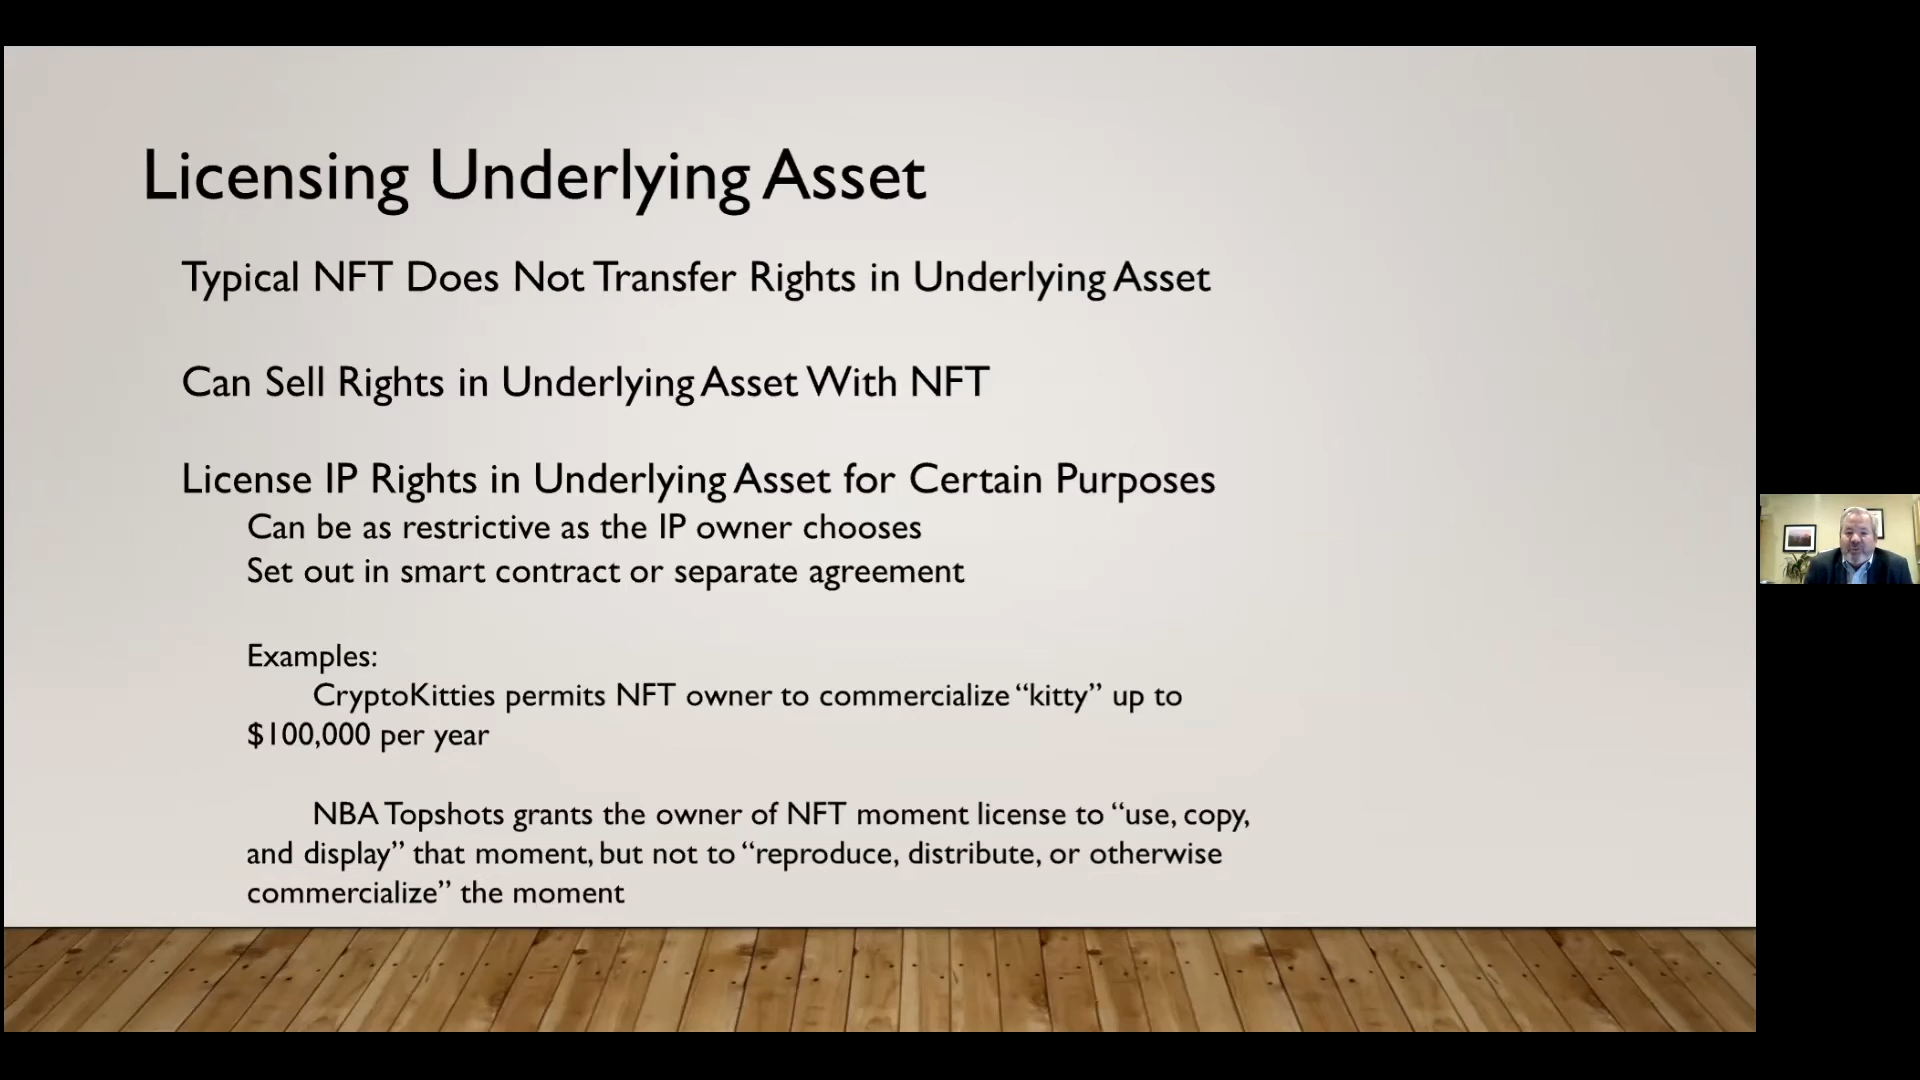 Licensing Underlying Asset
Typical NFT Does Not Transfer Rights in Underlying Asset
Can Sell Rights in Underlying Asset With NFT
License IP Rights in Underlying Asset for Certain Purposes
Can be as restrictive as the IP owner chooses
Set out in smart contract or separate agreement
Examples:
CryptoKitties permits NFT owner to commercialize “kitty” up to
$100,000 per year
NBA Topshots grants the owner of NFT moment license to “use, copy,
and display” that moment, but not to “reproduce, distribute, or otherwise
commercialize” the moment